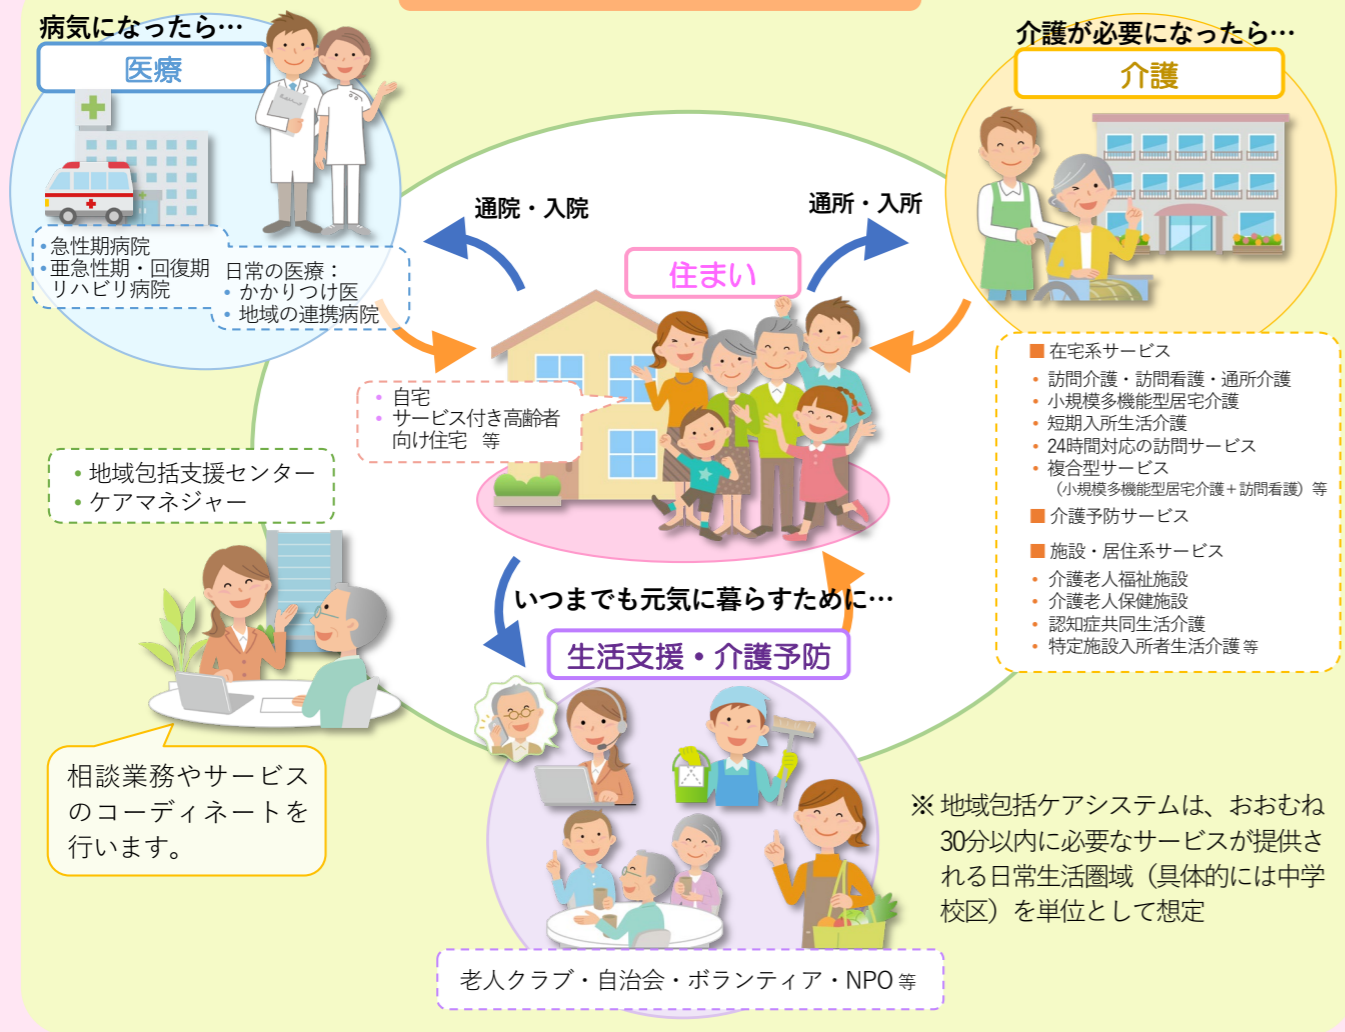 病気になったら…
医療
急性期病院
亜急性期・回復期
リハビリ病院
日常の医療：
かかりつけ医
地域の連携病院
通院・入院
介護が必要になったら…
介護
通所・入所
■ 在宅系サービス
・訪問介護・訪問看護・通所介護
・小規模多機能型居宅介護
・短期入所生活介護
・24時間対応の訪問サービス
・複合型サービス
（小規模多機能型居宅介護＋訪問看護）等
■ 介護予防サービス
■ 施設・居住系サービス
・介護老人福祉施設
・介護老人保健施設
・認知症共同生活介護
・特定施設入所者生活介護 等
住まい
・自宅
・サービス付き高齢者
向け住宅　等
・地域包括支援センター
・ケアマネジャー
相談業務やサービス
のコーディネートを
行います。
いつまでも元気に暮らすために…
生活支援・介護予防
老人クラブ・自治会・ボランティア・NPO 等
※ 地域包括ケアシステムは、おおむね
30分以内に必要なサービスが提供さ
れる日常生活圏域（具体的には中学
校区）を単位として想定